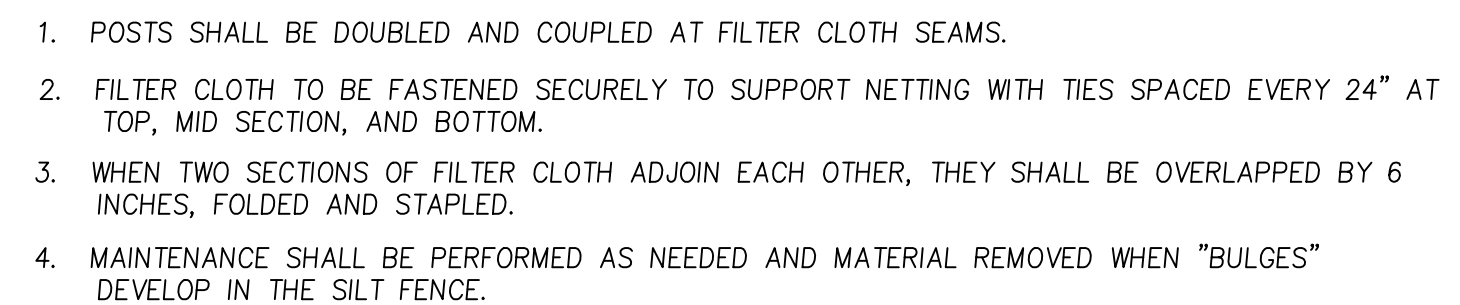 1. POSTS SHALL BE DOUBLED AND COUPLED AT FILTER CLOTH SEAMS.
2. FILTER CLOTH TO BE FASTENED SECURELY TO SUPPORT NETTING WITH TIES SPACED EVERY 24" AT
TOP, MID SECTION, AND BOTTOM.
3. WHEN TWO SECTIONS OF FILTER CLOTH ADJOIN EACH OTHER, THEY SHALL BE OVERLAPPED BY 6
INCHES, FOLDED AND STAPLED.
4. MAINTENANCE SHALL BE PERFORMED AS NEEDED AND MATERIAL REMOVED WHEN "BULGES"
DEVELOP IN THE SILT FENCE.